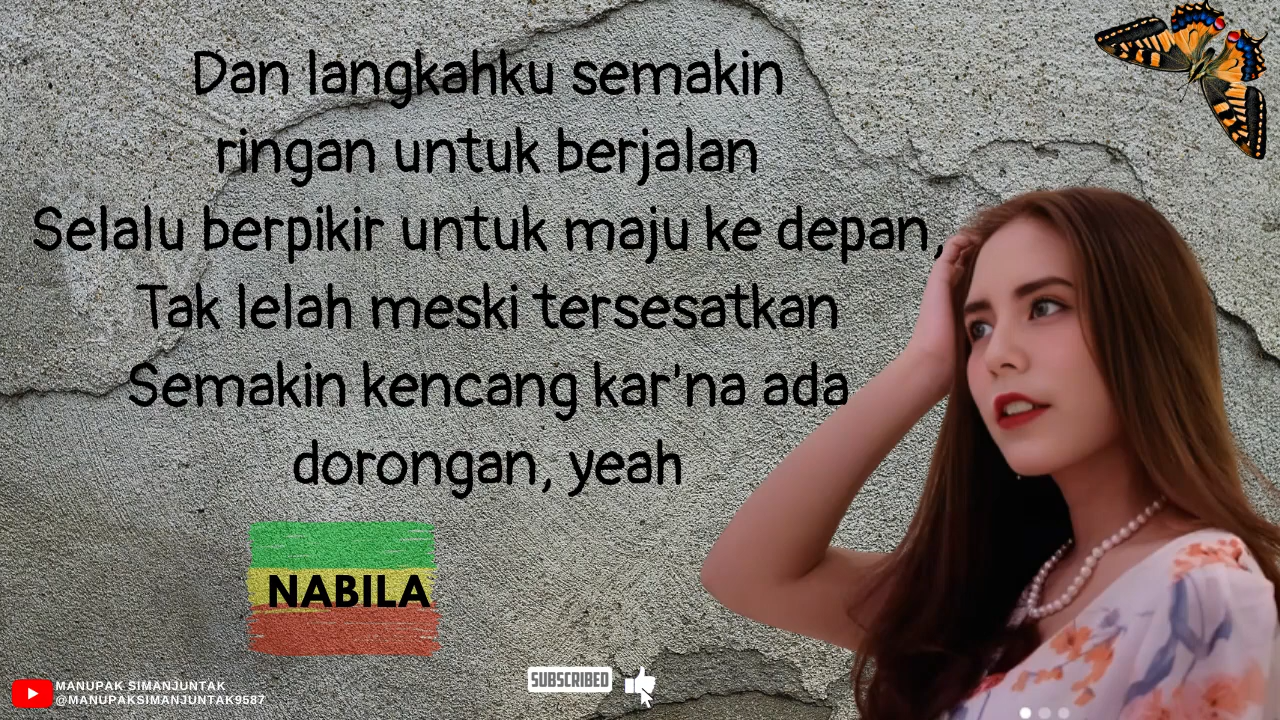 Dan langkahku semakin
ringan untuk berjalan
Selalu berpikir untuk maju ke depan,
Tak lelah meski tersesatkan
Semakin kencang kar'na ada
dorongan, yeah
NABILA
MANUPAK SIMANJUNTAK
@MANUPAKSIMANJUNTAK9587
SUBSCRIBED